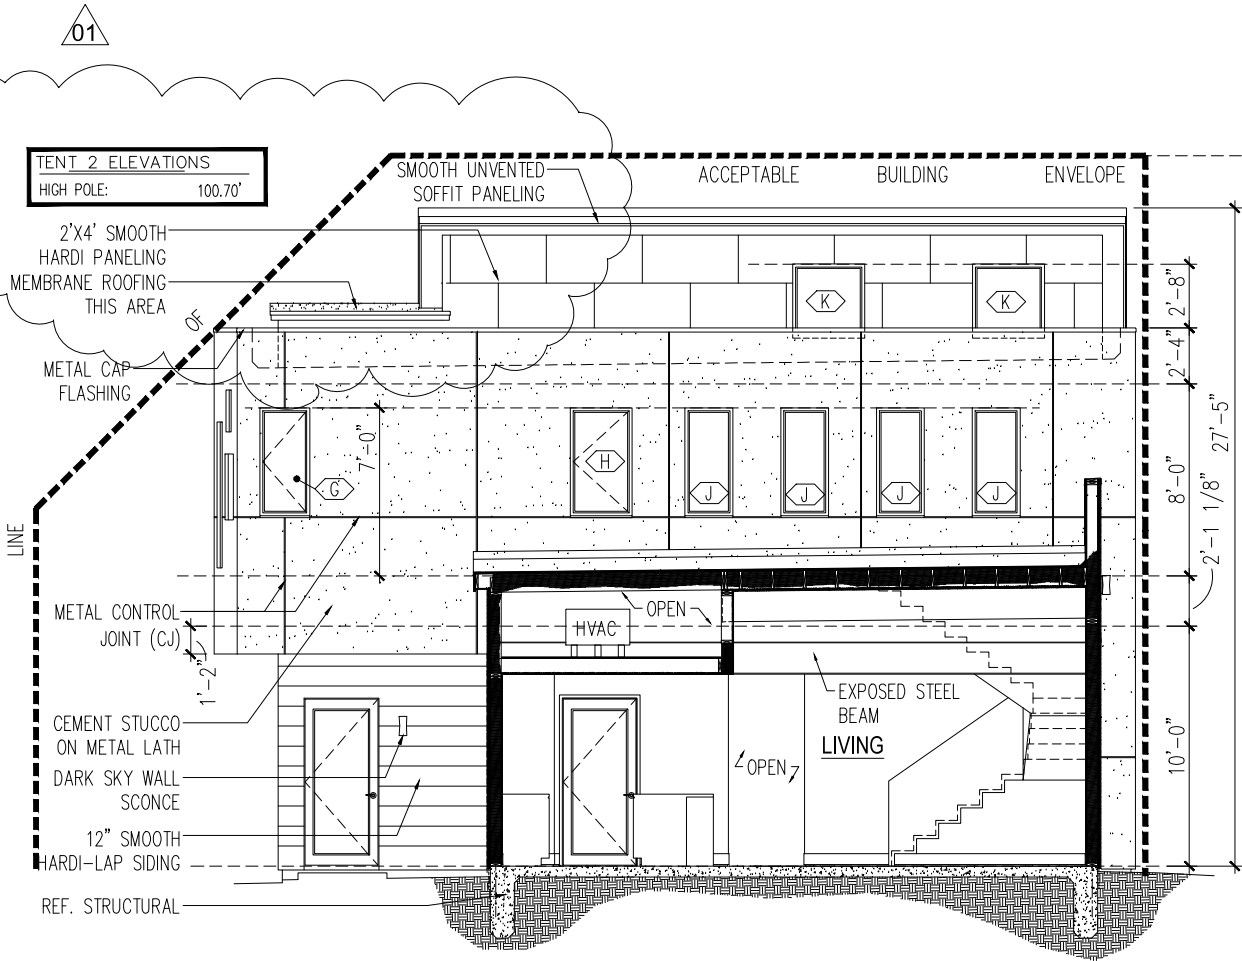 01
TENT 2 ELEVATIONS
HIGH POLE: 100.70'
SMOOTH UNVENTED
SOFFIT PANELING
ACCEPTABLE BUILDING ENVELOPE
2'X4' SMOOTH
HARDI PANELING
MEMBRANE ROOFING
THIS AREA
OF
LINE
METAL CAP
FLASHING
K
K
2'-8"
2'-4"
27'-5"
7'-0"
G
H
J
J
J
J
8'-0"
2'-1 1/8"
METAL CONTROL
JOINT (CJ)
1'-2"
OPEN
HVAC
EXPOSED STEEL
BEAM
LIVING
OPEN
10'-0"
CEMENT STUCCO
ON METAL LATH
DARK SKY WALL
SCONCE
12" SMOOTH
HARDI-LAP SIDING
REF. STRUCTURAL